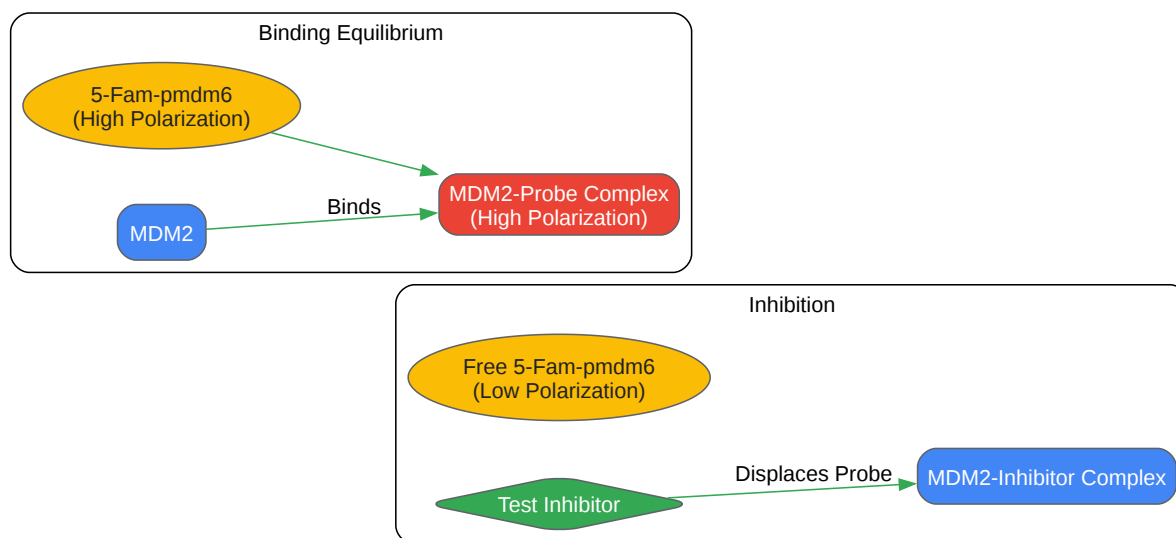 Binding Equilibrium
5-Fam-pmdm6
(High Polarization)
MDM2-Probe Complex
(High Polarization)
Binds
MDM2
Inhibition
Free 5-Fam-pmdm6
(Low Polarization)
Displaces Probe
MDM2-Inhibitor Complex
Test Inhibitor